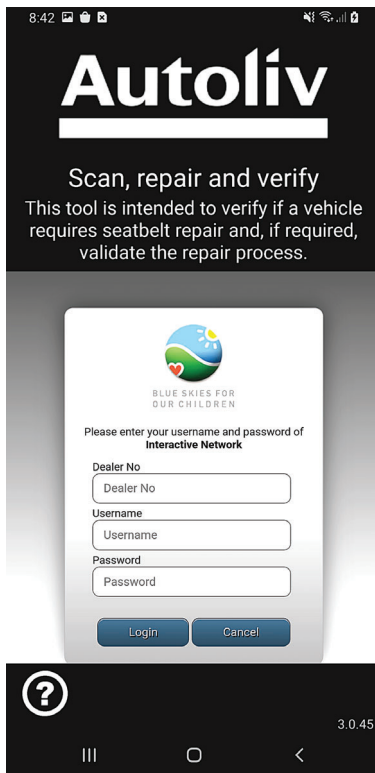 8:42
Autoliv
Scan, repair and verify
This tool is intended to verify if a vehicle
requires seatbelt repair and, if required,
validate the repair process.
BLUE SKIES FOR
OUR CHILDREN
Please enter your username and password of
Interactive Network
Dealer No
Dealer No
Username
Username
Password
Password
Login Cancel
?
3.0.45